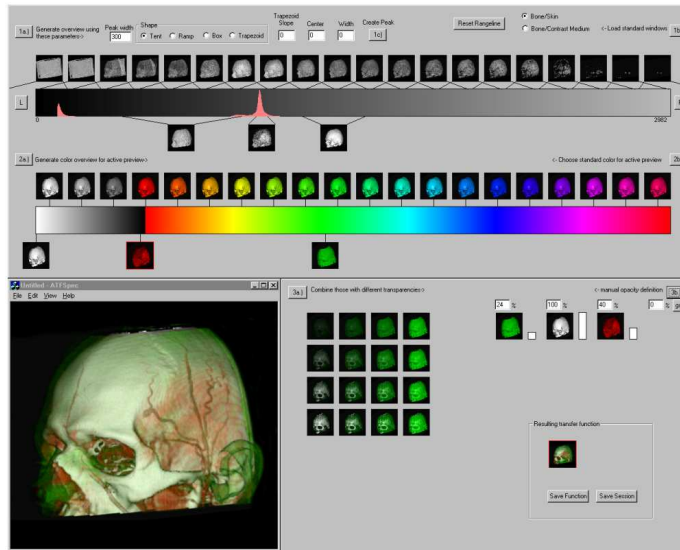 1a.) Generate overview using these parameters=
Peak width
300
Shape
Tent Ramp Box Trapezoid
Trapezoid Slope
0
Center
0
Width
0
Create Peak
1c)
Reset Rangeline
Bone/Skin
Bone/Contrast Medium
<- Load standard windows
L
0
2982
2a.) Generate color overview for active preview=
<- Choose standard color for active preview
Untitled - ATFSpec
File Edit View Help
3a.) Combine those with different transparencies=
<- manual opacity definition
3b.
24 %
100 %
40 %
0 %
Resulting transfer function
Save Function
Save Session